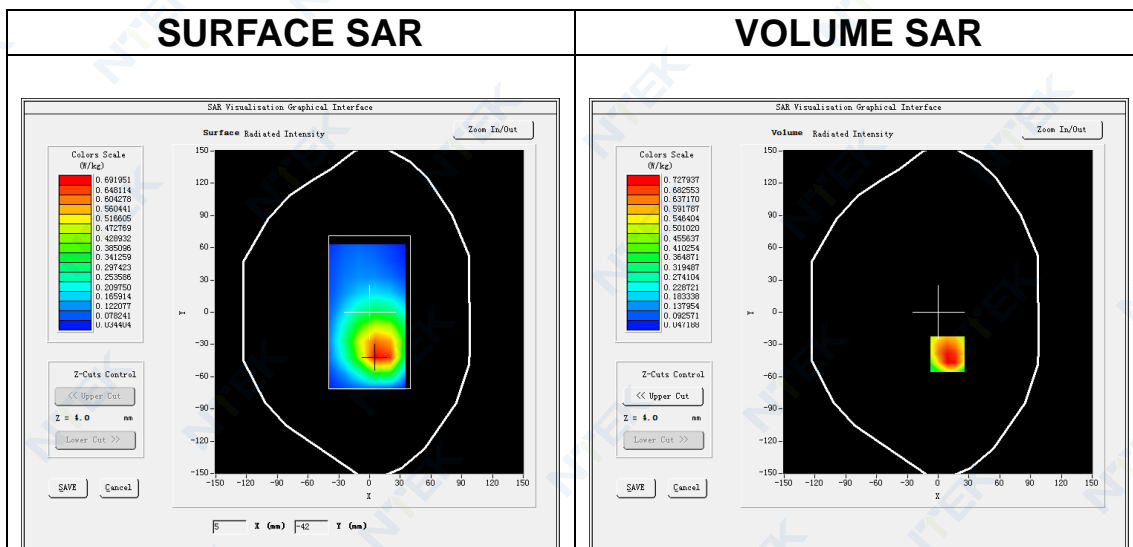 SURFACE SAR
VOLUME SAR
SAR Visualisation Graphical Interface
Surface Radiated Intensity
Zoom In/Out
Colors Scale
(W/kg)
0.691951
0.648114
0.604278
0.560441
0.516605
0.472769
0.428932
0.385096
0.341259
0.297423
0.253586
0.209750
0.165914
0.122077
0.078241
0.034404
Z-Cuts Control
<< Upper Cut
Z = 4.0 mm
Lower Cut >>
SAVE Cancel
150
120
90
60
30
0
-30
-60
-90
-120
-150
Y
-150 -120 -90 -60 -30 0 30 60 90 120 150
X
5 X (mm) -42 Y (mm)
SAR Visualisation Graphical Interface
Volume Radiated Intensity
Zoom In/Out
Colors Scale
(W/kg)
0.727937
0.682553
0.637170
0.591787
0.546404
0.501020
0.455637
0.410254
0.364871
0.319487
0.274104
0.228721
0.183338
0.137954
0.092571
0.047188
Z-Cuts Control
<< Upper Cut
Z = 4.0 mm
Lower Cut >>
SAVE Cancel
150
120
90
60
30
0
-30
-60
-90
-120
-150
Y
-150 -120 -90 -60 -30 0 30 60 90 120 150
X
NTEK